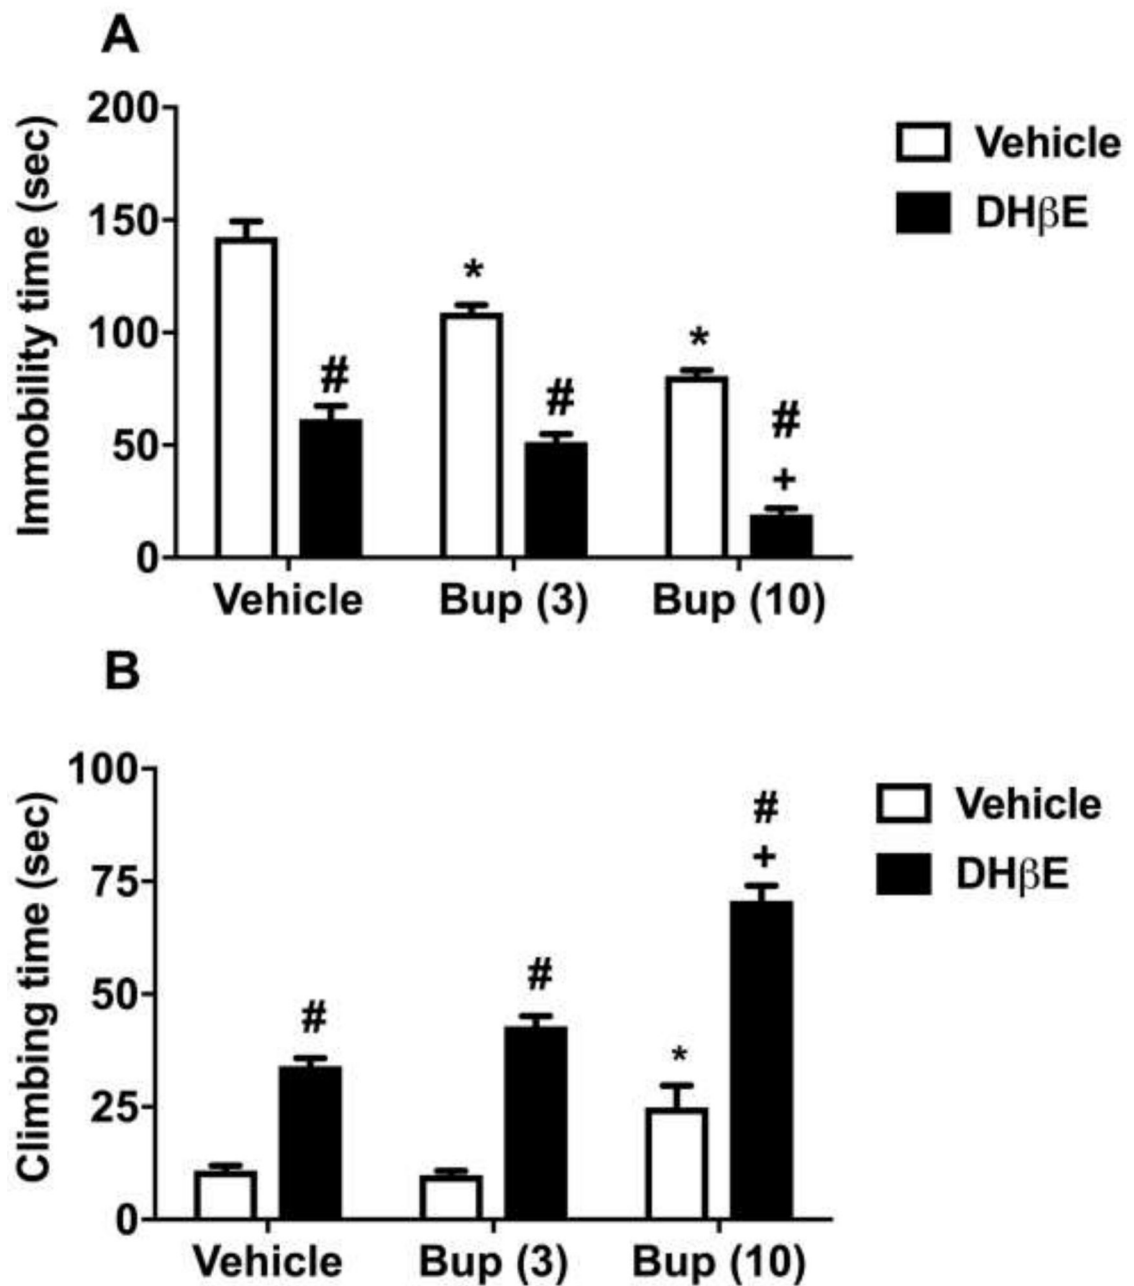 A
Immobility time (sec)
200
150
100
50
0
*
*
#
#
#
+
Vehicle
Bup (3)
Bup (10)
Vehicle
DHβE
B
Climbing time (sec)
100
75
50
25
0
#
#
*
#
+
Vehicle
Bup (3)
Bup (10)
Vehicle
DHβE